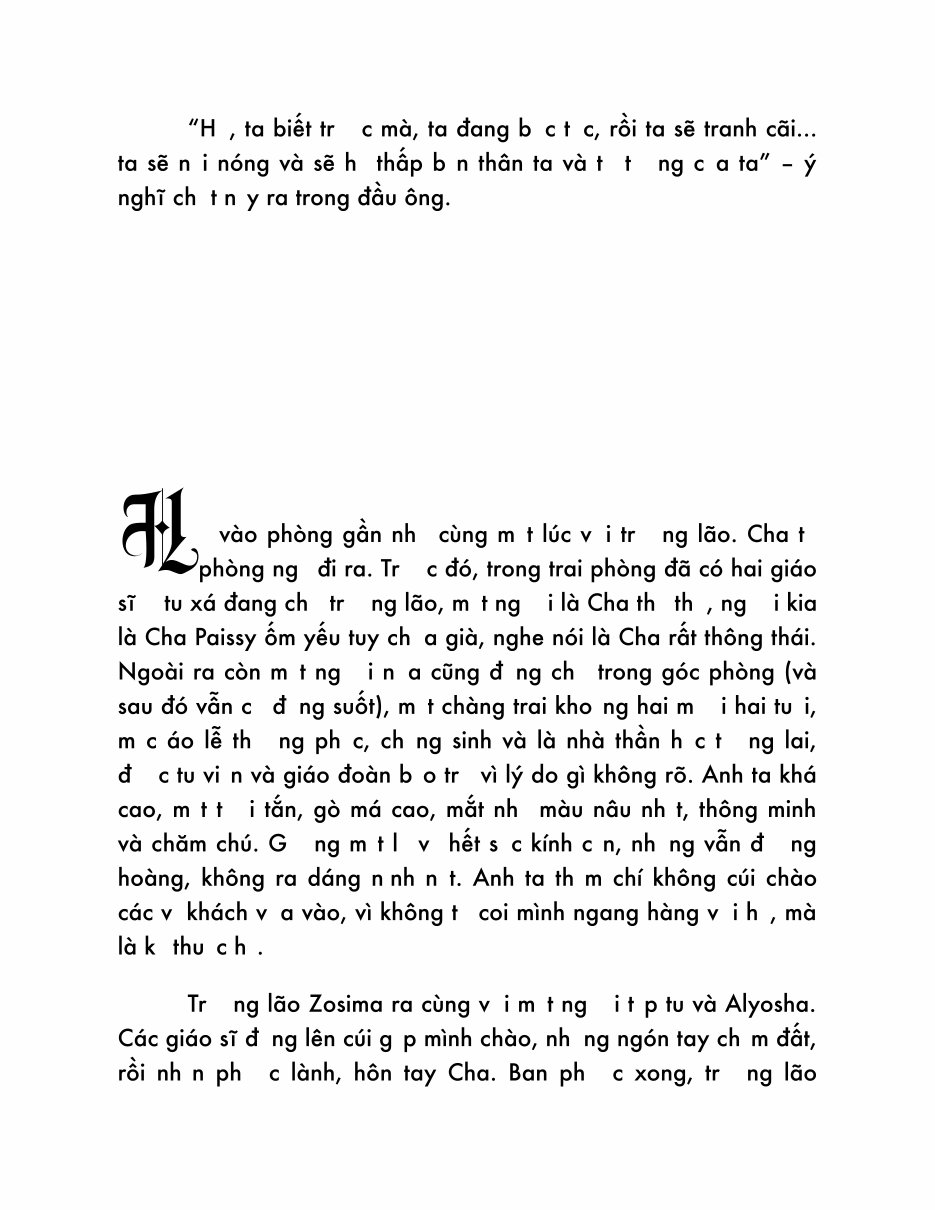 “H , ta biết tr c mà, ta đang b c t c, rồi ta sẽ tranh cãi...
ta sẽ n i nóng và sẽ h thấp b n thân ta và t t ng c a ta” – ý
nghĩ ch t n y ra trong đầu ông.
H vào phòng gần nh cùng m t lúc v i tr ng lão. Cha t
phòng ng đi ra. Tr c đó, trong trai phòng đã có hai giáo
sĩ tu xá đang ch tr ng lão, m t ng i là Cha th th , ng i kia
là Cha Paissy ốm yếu tuy ch a già, nghe nói là Cha rất thông thái.
Ngoài ra còn m t ng i n a cũng đ ng ch trong góc phòng (và
sau đó vẫn c đ ng suốt), m t chàng trai kho ng hai m i hai tu i,
m c áo lễ th ng ph c, ch ng sinh và là nhà thần h c t ng lai,
đ c tu vi n và giáo đoàn b o tr vì lý do gì không rõ. Anh ta khá
cao, m t t i tắn, gò má cao, mắt nh màu nâu nh t, thông minh
và chăm chú. G ng m t l v hết s c kính c n, nh ng vẫn đ ng
hoàng, không ra dáng n nh n t. Anh ta th m chí không cúi chào
các v khách v a vào, vì không t coi mình ngang hàng v i h , mà
là k thu c h .
Tr ng lão Zosima ra cùng v i m t ng i t p tu và Alyosha.
Các giáo sĩ đ ng lên cúi g p mình chào, nh ng ngón tay ch m đất,
rồi nh n ph c lành, hôn tay Cha. Ban ph c xong, tr ng lão